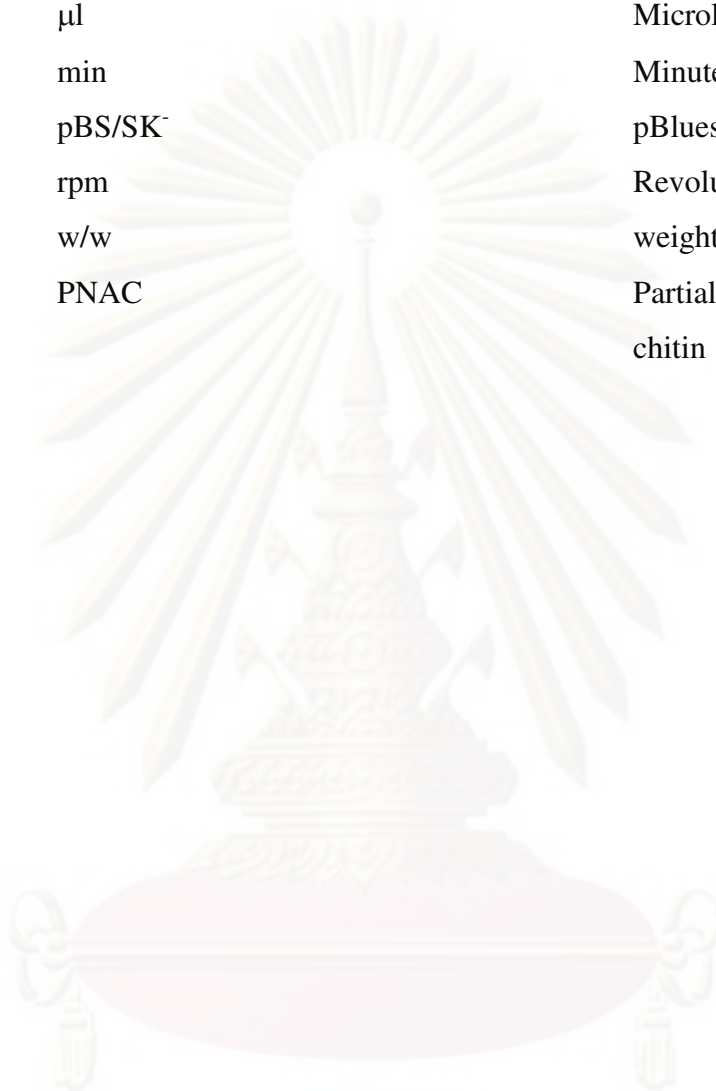 µl Microl
min Minute
pBS/SK⁻ pBlues
rpm Revolu
w/w weight
PNAC Partial
chitin